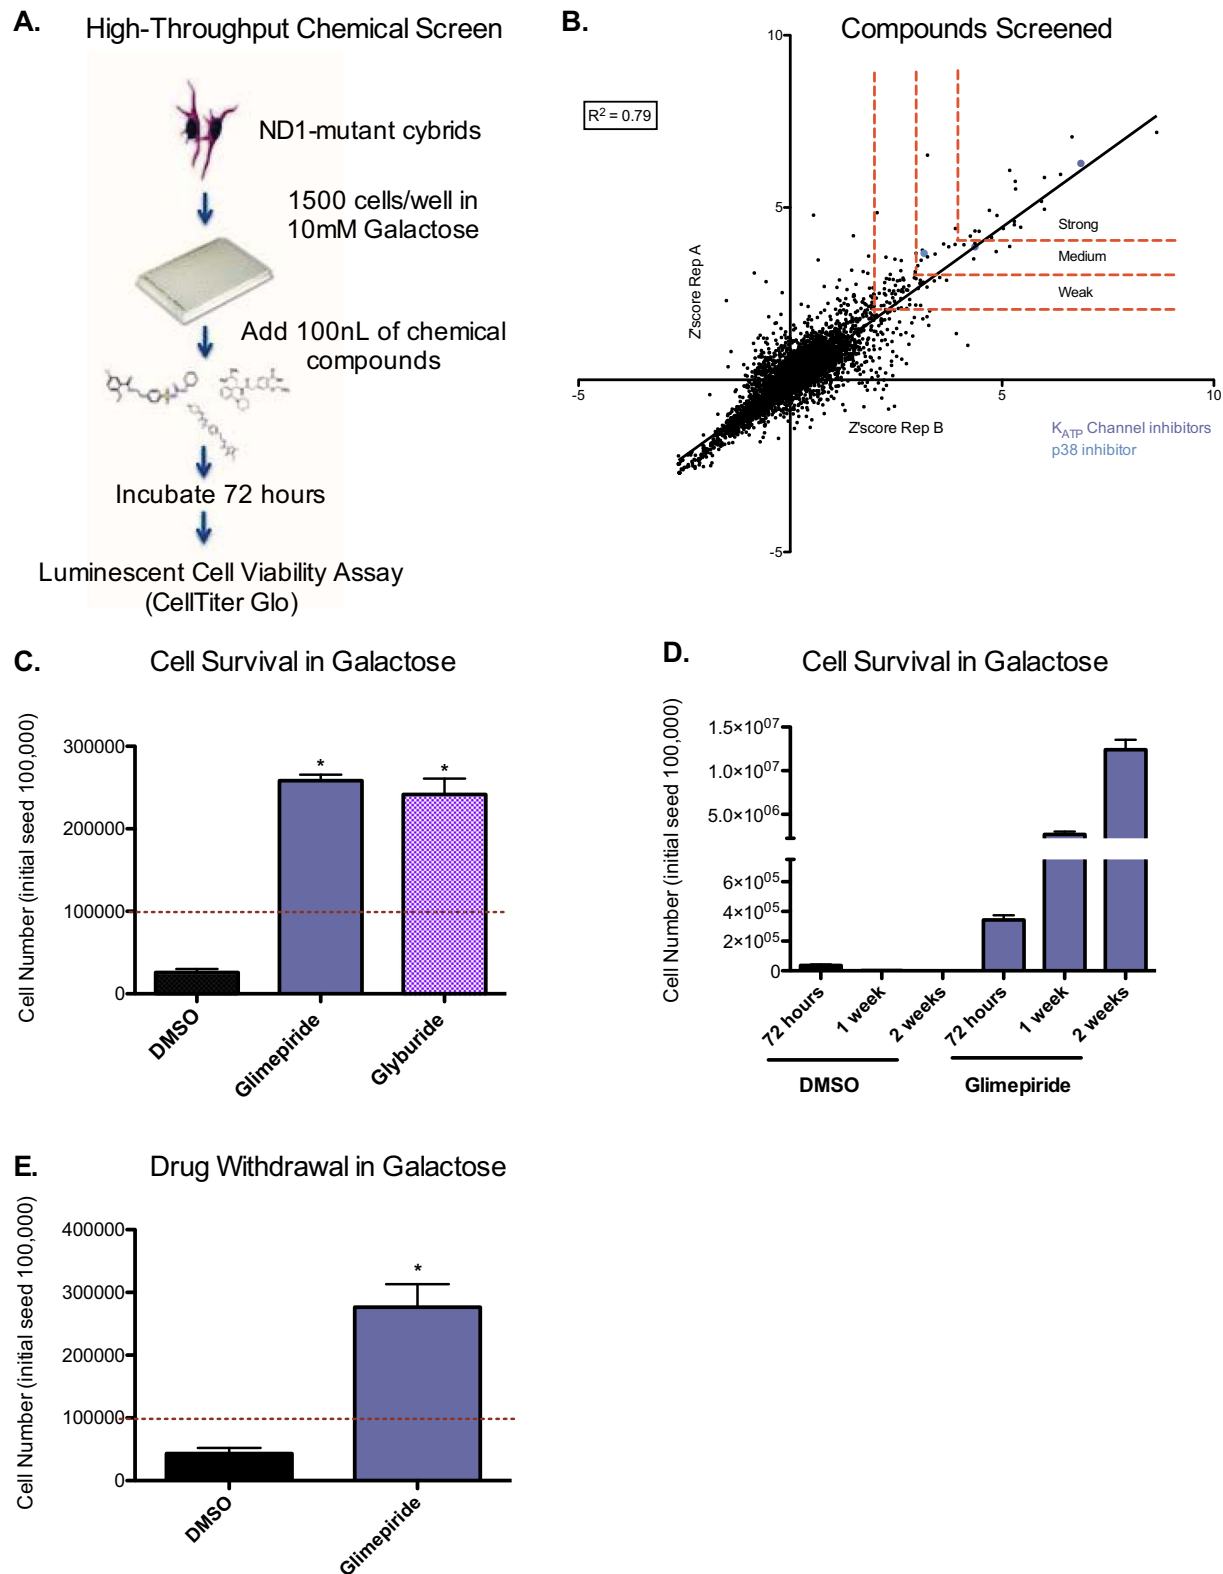 A.
High-Throughput Chemical Screen
ND1-mutant cybrids
1500 cells/well in
10mM Galactose
Add 100nL of chemical
compounds
Incubate 72 hours
Luminescent Cell Viability Assay
(CellTiter Glo)
B.
Compounds Screened
R² = 0.79
10
5
-5
Z'score Rep A
Strong
Medium
Weak
-5
5
10
Z'score Rep B
K_ATP Channel inhibitors
p38 inhibitor
C.
Cell Survival in Galactose
Cell Number (initial seed 100,000)
300000
200000
100000
0
*
*
DMSO
Glimepiride
Glyburide
D.
Cell Survival in Galactose
Cell Number (initial seed 100,000)
1.5×10⁰⁷
1.0×10⁰⁷
5.0×10⁰⁶
6×10⁰⁵
4×10⁰⁵
2×10⁰⁵
0
72 hours
1 week
2 weeks
72 hours
1 week
2 weeks
DMSO
Glimepiride
E.
Drug Withdrawal in Galactose
Cell Number (initial seed 100,000)
400000
300000
200000
100000
0
*
DMSO
Glimepiride